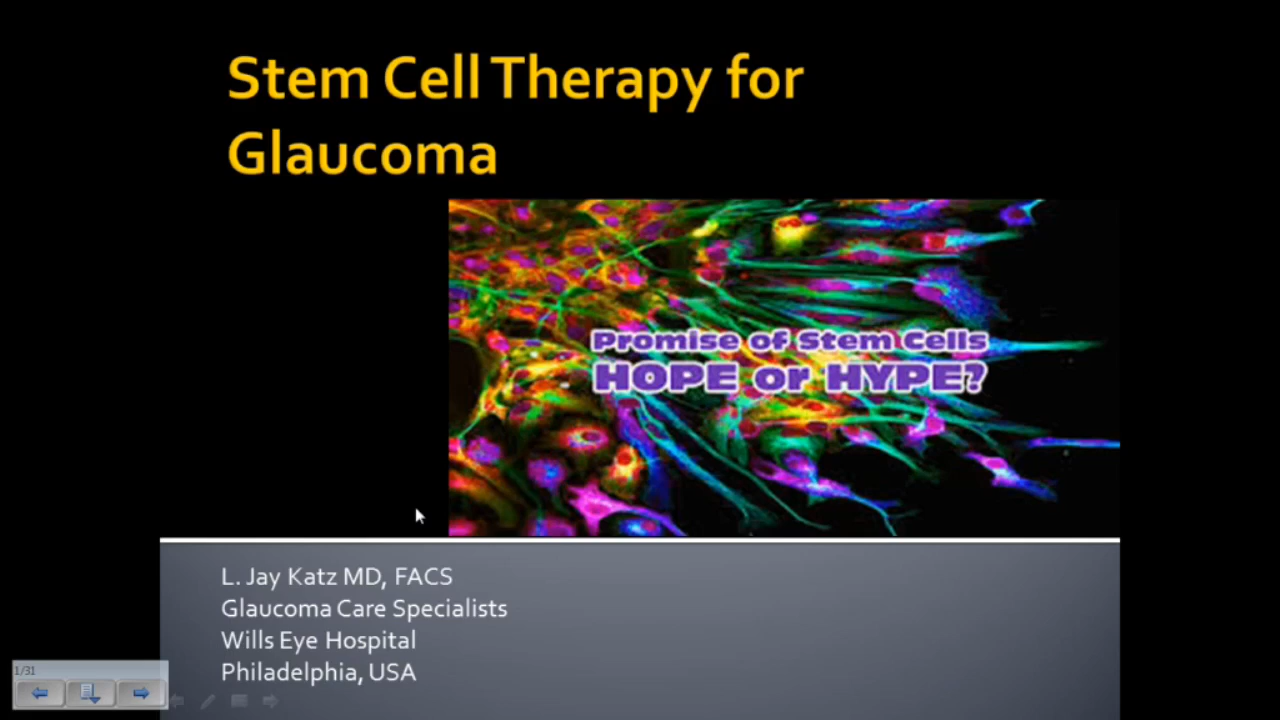 Stem Cell Therapy for
Glaucoma
Promise of Stem Cells
HOPE or HYPE?
L. Jay Katz MD, FACS
Glaucoma Care Specialists
Wills Eye Hospital
Philadelphia, USA
1/31